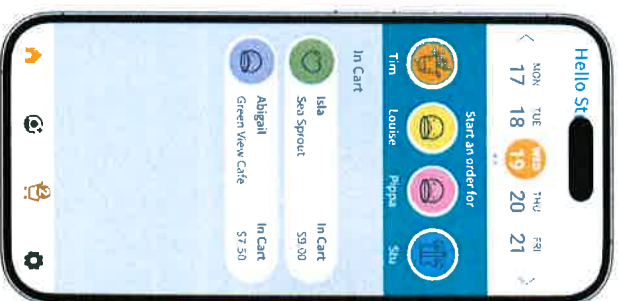 Hello St
MON TUE WED THU FRI
17 18 19 20 21
Start an order for
Tim Louise Pippa Stu
In Cart
Isla In Cart
Sea Sprout $9.00
Abigail In Cart
Green View Cafe $7.50
2